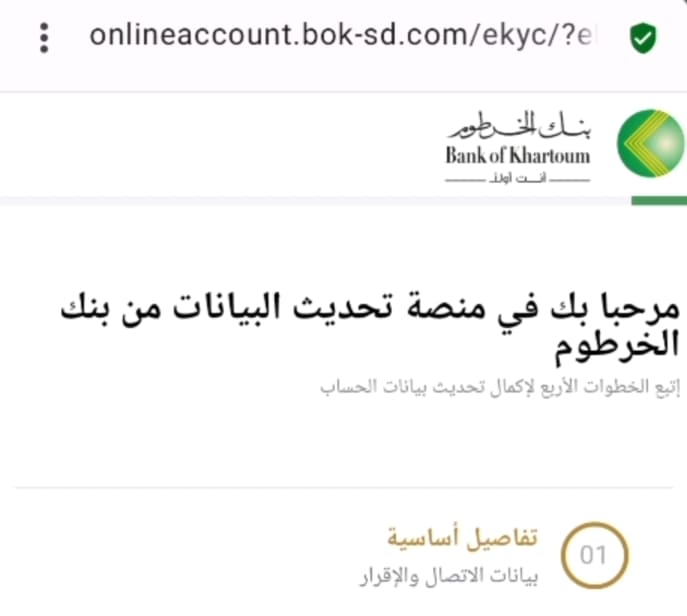 onlineaccount.bok-sd.com/ekyc/?e
بنك الخرطوم
Bank of Khartoum
أنت أولاً
مرحبا بك في منصة تحديث البيانات من بنك
الخرطوم
إتبع الخطوات الأربع لإكمال تحديث بيانات الحساب
تفاصيل أساسية
01
بيانات الاتصال والإقرار